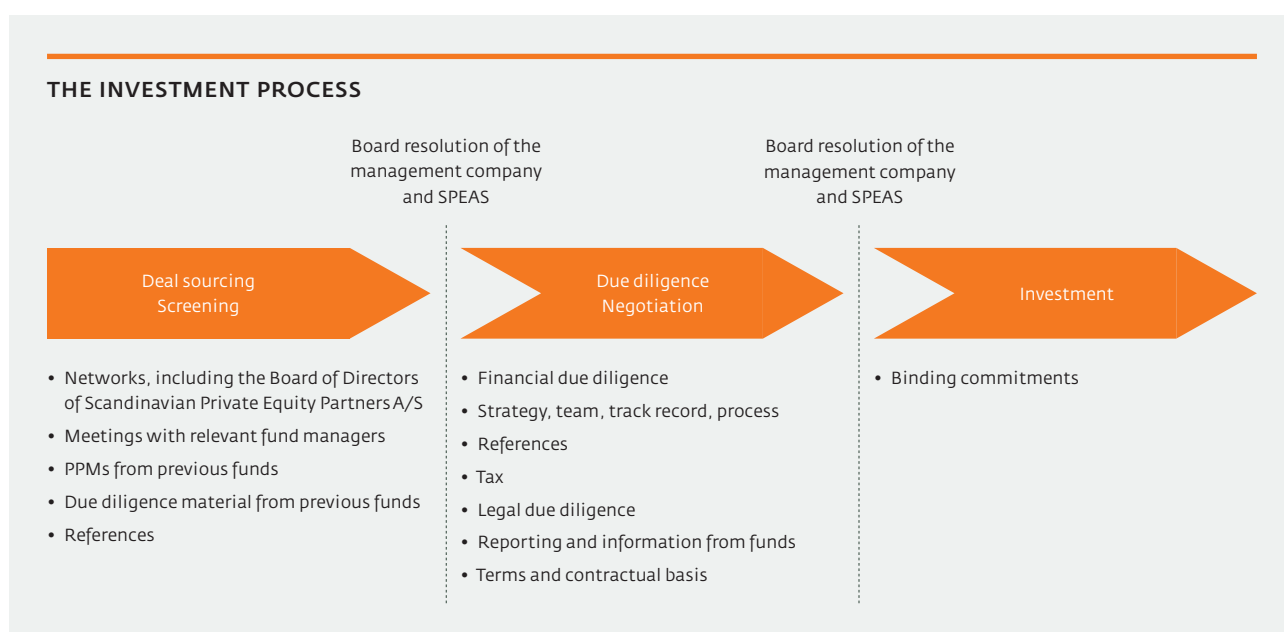 THE INVESTMENT PROCESS
Board resolution of the
management company
and SPEAS
Board resolution of the
management company
and SPEAS
Deal sourcing
Screening
Due diligence
Negotiation
Investment
• Networks, including the Board of Directors
of Scandinavian Private Equity Partners A/S
• Meetings with relevant fund managers
• PPMs from previous funds
• Due diligence material from previous funds
• References
• Financial due diligence
• Strategy, team, track record, process
• References
• Tax
• Legal due diligence
• Reporting and information from funds
• Terms and contractual basis
• Binding commitments